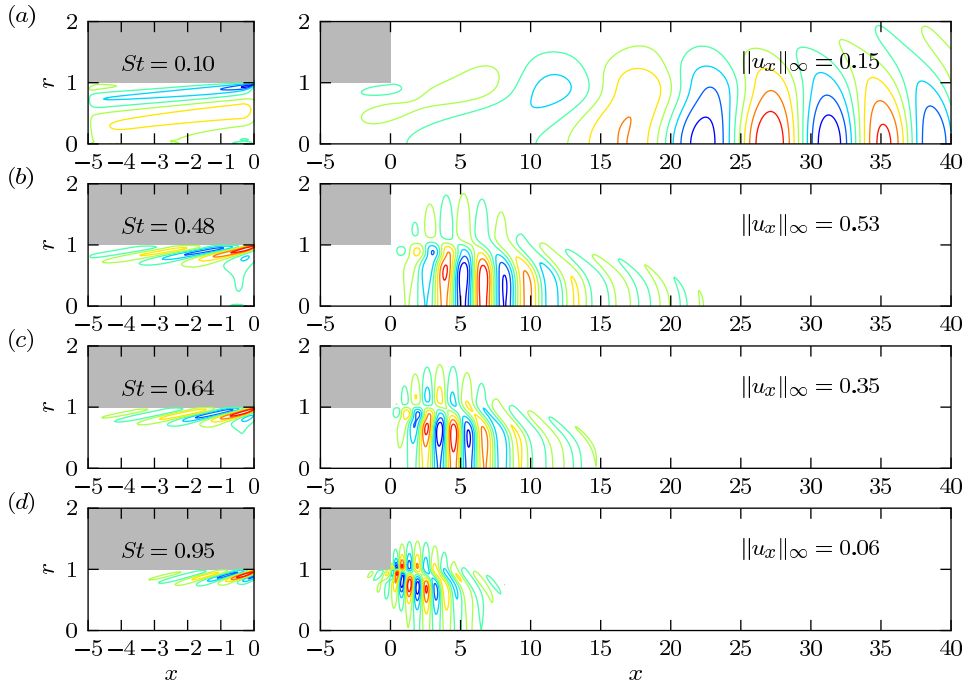 (a)
r
2
1
0
St = 0.10
−5 −4 −3 −2 −1 0
‖u_x‖∞ = 0.15
2
1
0
−5 0 5 10 15 20 25 30 35 40
(b)
r
2
1
0
St = 0.48
−5 −4 −3 −2 −1 0
‖u_x‖∞ = 0.53
2
1
0
−5 0 5 10 15 20 25 30 35 40
(c)
r
2
1
0
St = 0.64
−5 −4 −3 −2 −1 0
‖u_x‖∞ = 0.35
2
1
0
−5 0 5 10 15 20 25 30 35 40
(d)
r
2
1
0
St = 0.95
−5 −4 −3 −2 −1 0
x
‖u_x‖∞ = 0.06
2
1
0
−5 0 5 10 15 20 25 30 35 40
x